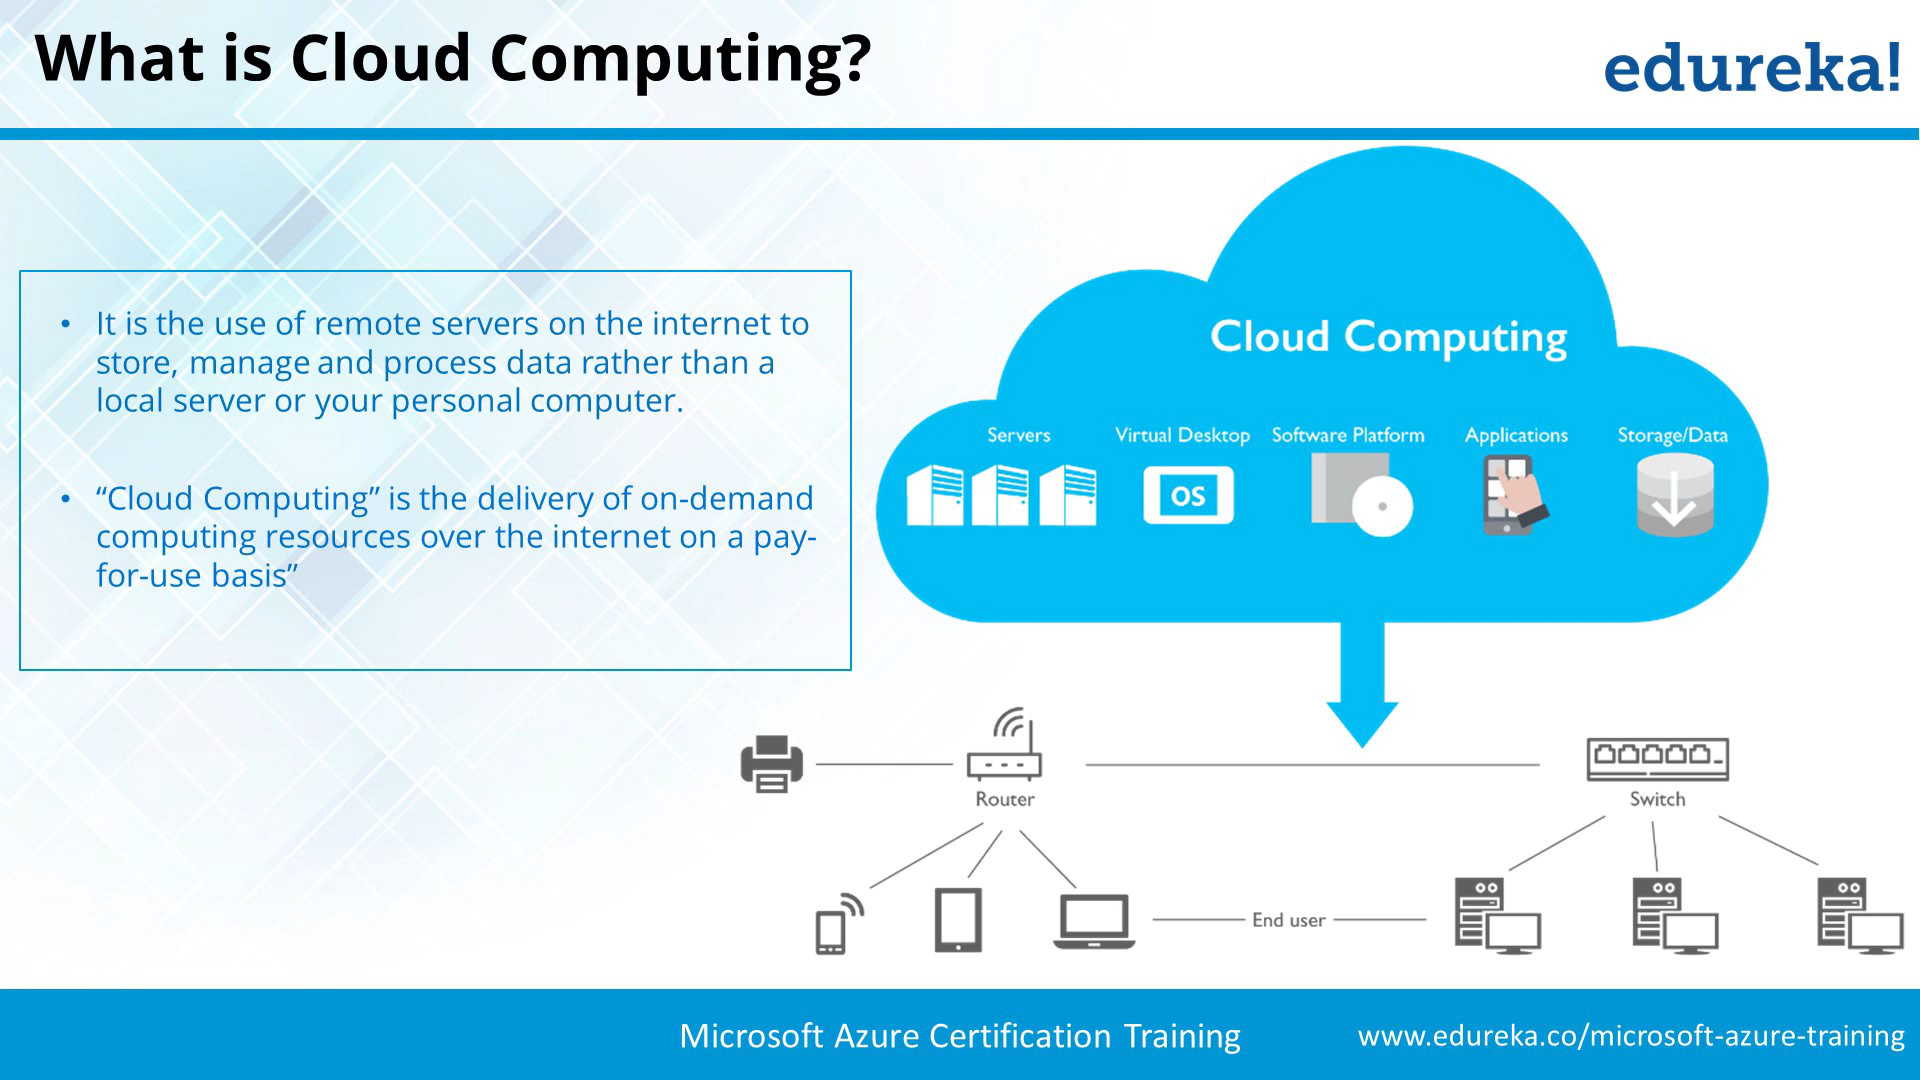 What is Cloud Computing?
edureka!
• It is the use of remote servers on the internet to
store, manage and process data rather than a
local server or your personal computer.
• “Cloud Computing” is the delivery of on-demand
computing resources over the internet on a pay-
for-use basis”
Cloud Computing
Servers Virtual Desktop Software Platform Applications Storage/Data
OS
Router
Switch
End user
Microsoft Azure Certification Training
www.edureka.co/microsoft-azure-training